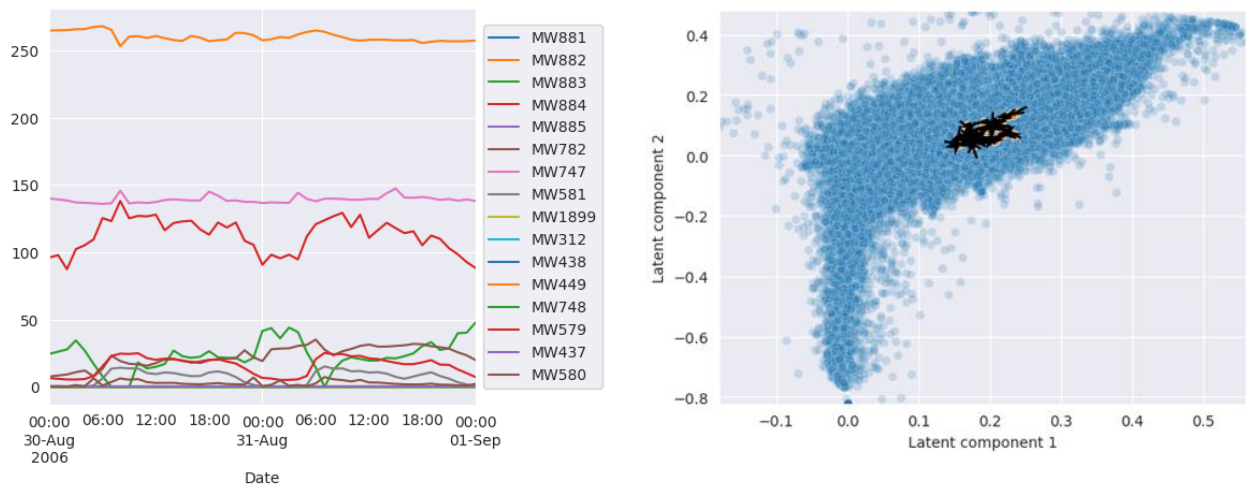 250
200
150
100
50
0
00:00 06:00 12:00 18:00 00:00 06:00 12:00 18:00 00:00
30-Aug 31-Aug 01-Sep
2006
Date
MW881
MW882
MW883
MW884
MW885
MW782
MW747
MW581
MW1899
MW312
MW438
MW449
MW748
MW579
MW437
MW580
Latent component 2
0.4
0.2
0.0
−0.2
−0.4
−0.6
−0.8
−0.1 0.0 0.1 0.2 0.3 0.4 0.5
Latent component 1